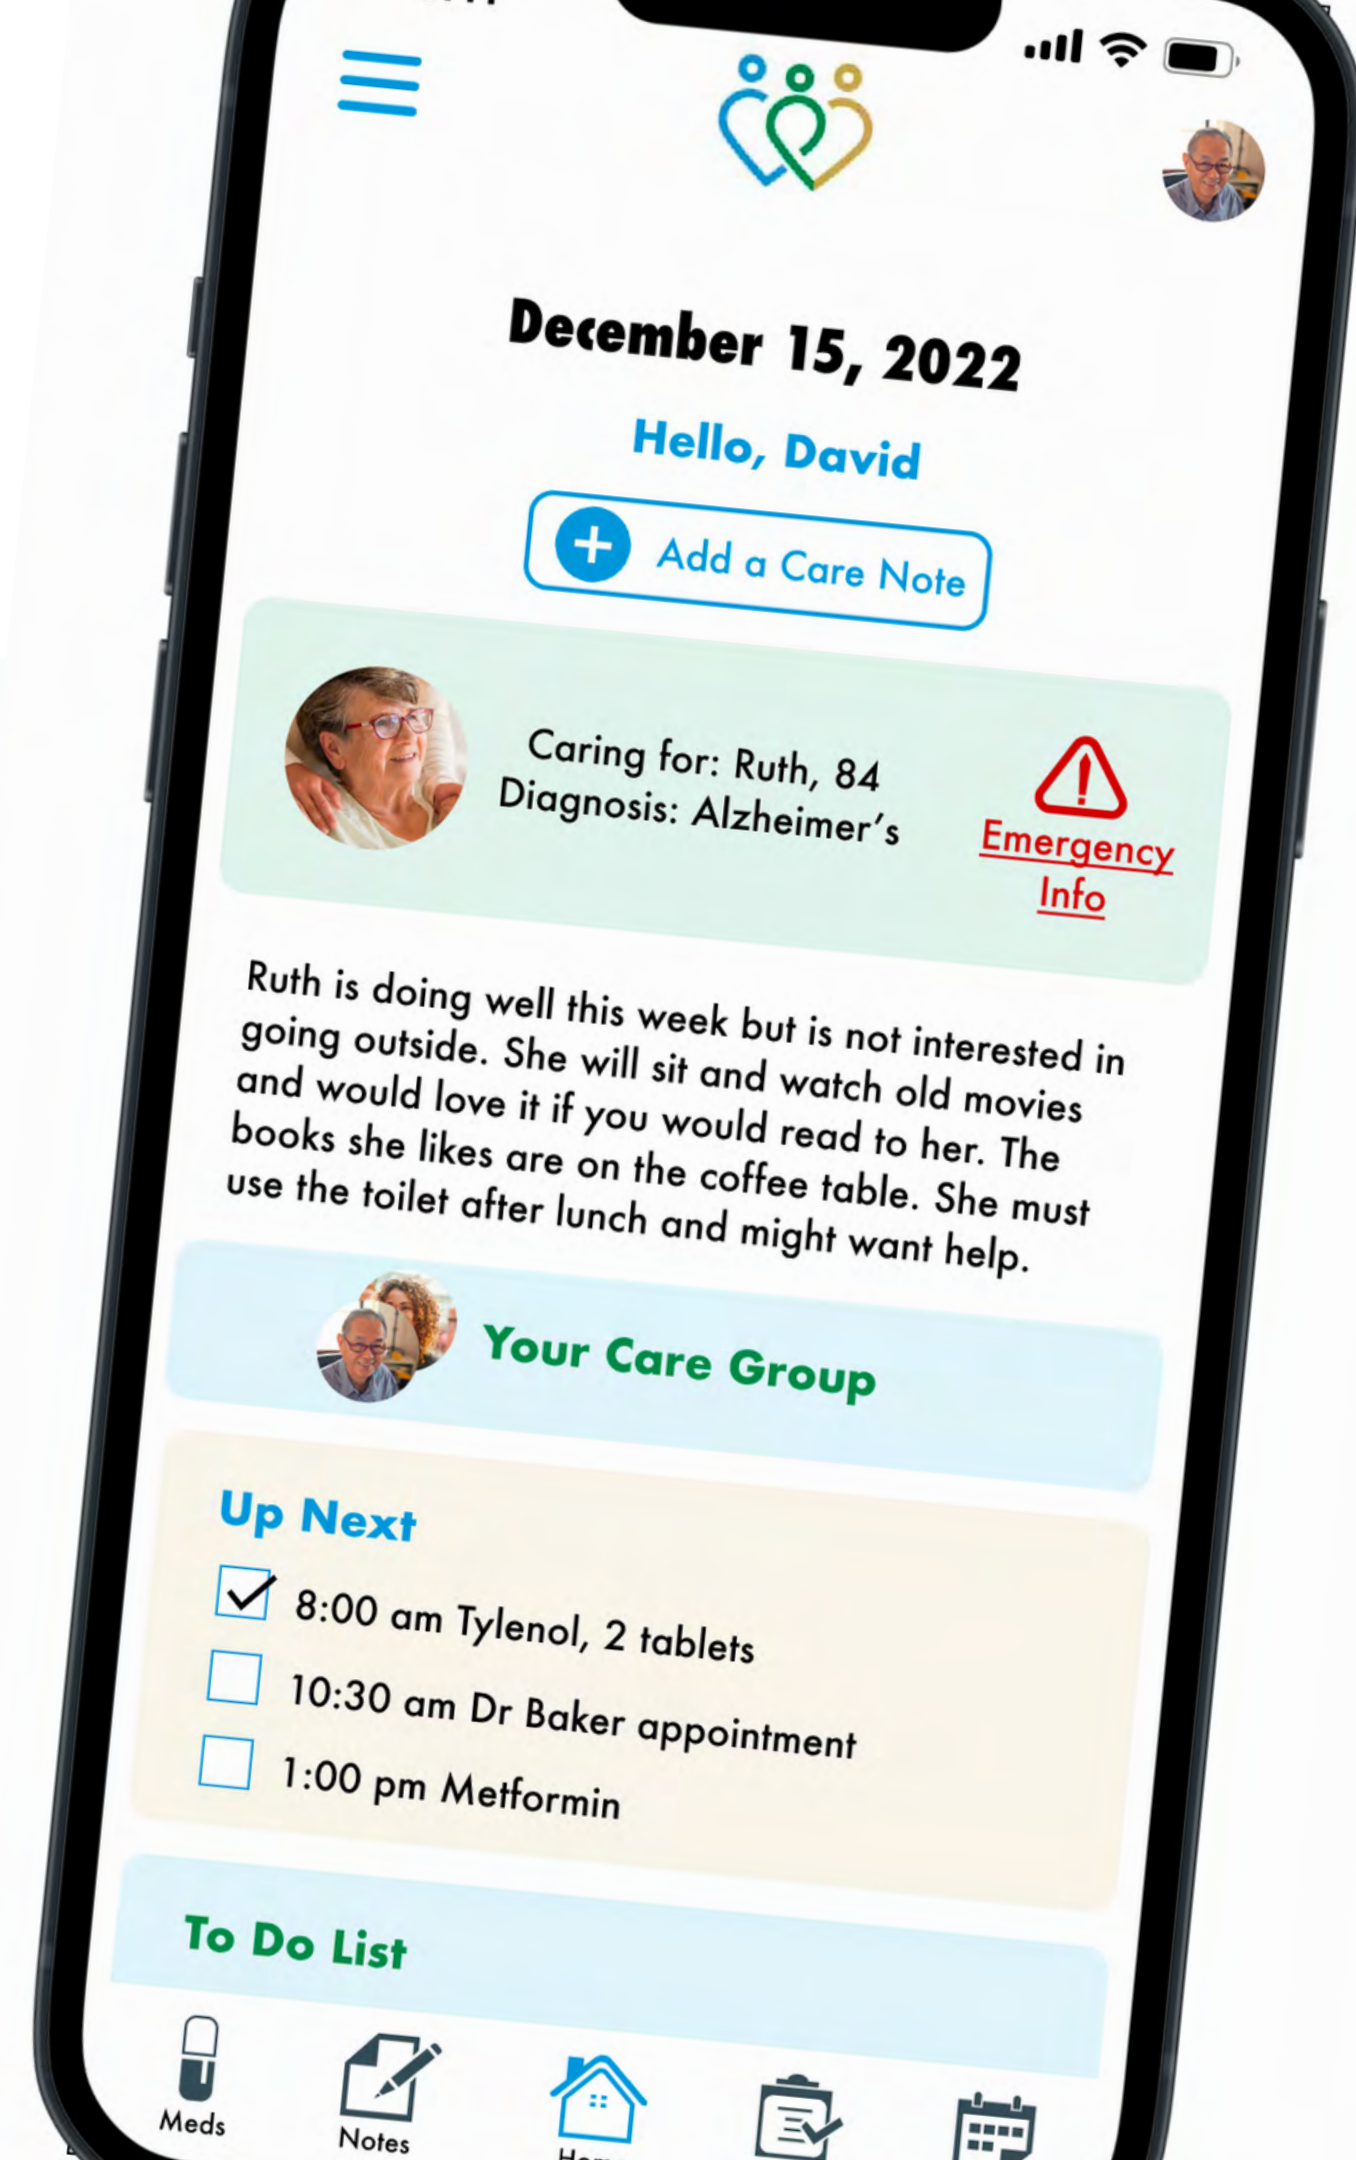 December 15, 2022
Hello, David
Add a Care Note
Caring for: Ruth, 84
Diagnosis: Alzheimer's
Emergency
Info
Ruth is doing well this week but is not interested in
going outside. She will sit and watch old movies
and would love it if you would read to her. The
books she likes are on the coffee table. She must
use the toilet after lunch and might want help.
Your Care Group
Up Next
8:00 am Tylenol, 2 tablets
10:30 am Dr Baker appointment
1:00 pm Metformin
To Do List
Meds
Notes